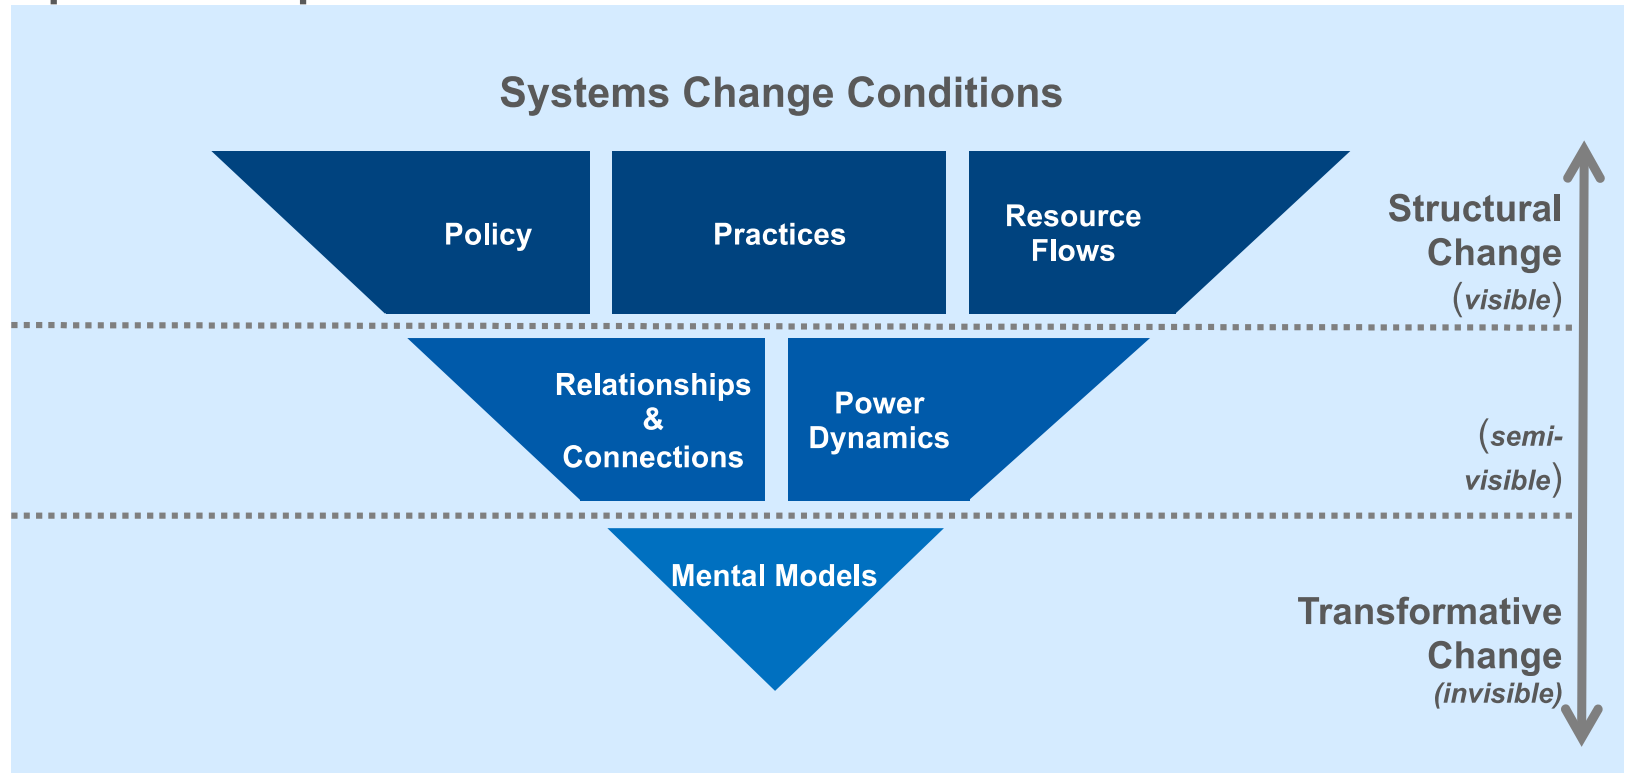 Systems Change Conditions
Policy
Practices
Resource
Flows
Structural
Change
(visible)
Relationships
&
Connections
Power
Dynamics
(semi-
visible)
Mental Models
Transformative
Change
(invisible)